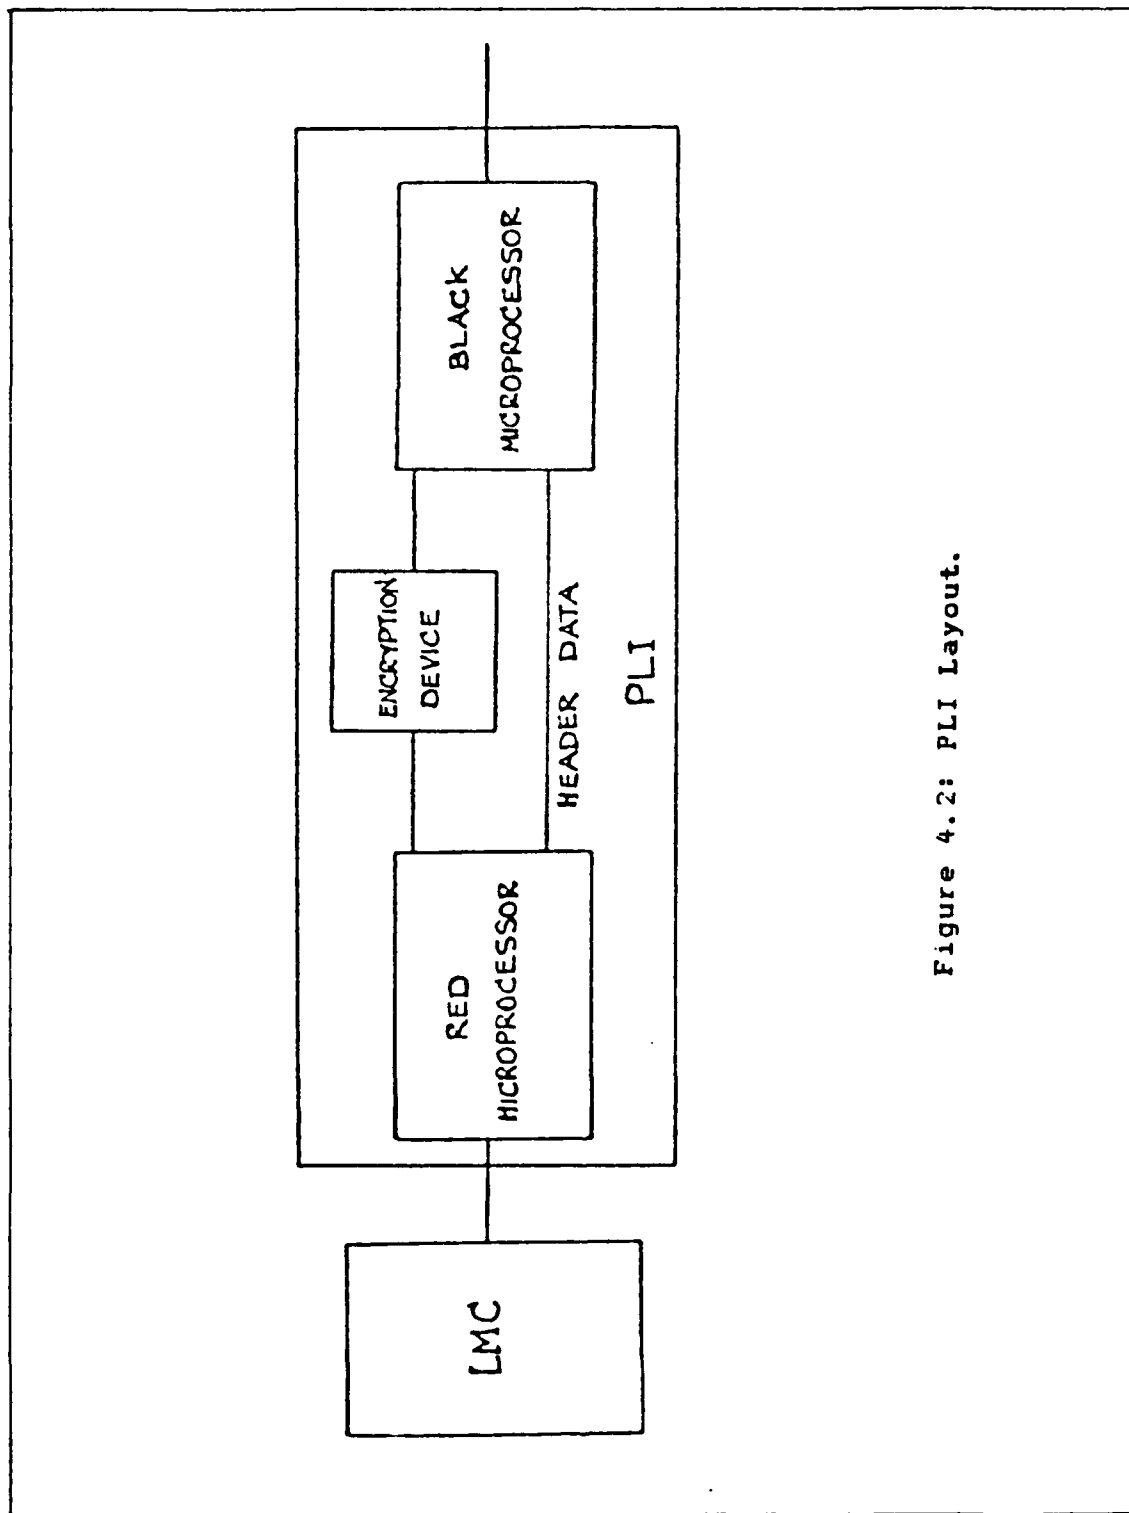 LMC
RED
MICROPROCESSOR
ENCRYPTION
DEVICE
HEADER DATA
BLACK
MICROPROCESSOR
PLI
Figure 4.2: PLI Layout.